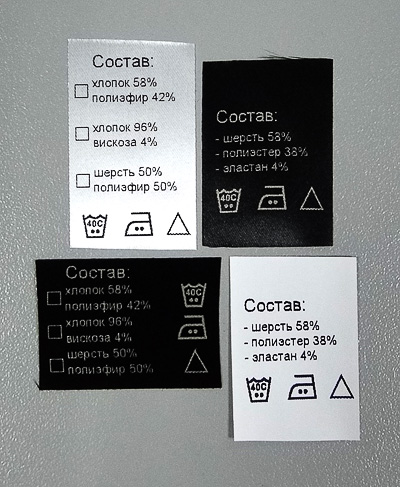 Состав:
хлопок 58%
полиэфир 42%
хлопок 96%
вискоза 4%
шерсть 50%
полиэфир 50%
40C
Состав:
- шерсть 58%
- полиэстер 38%
- эластан 4%
40C
Состав:
хлопок 58%
полиэфир 42%
хлопок 96%
вискоза 4%
шерсть 50%
полиэфир 50%
40C
Состав:
- шерсть 58%
- полиэстер 38%
- эластан 4%
40C